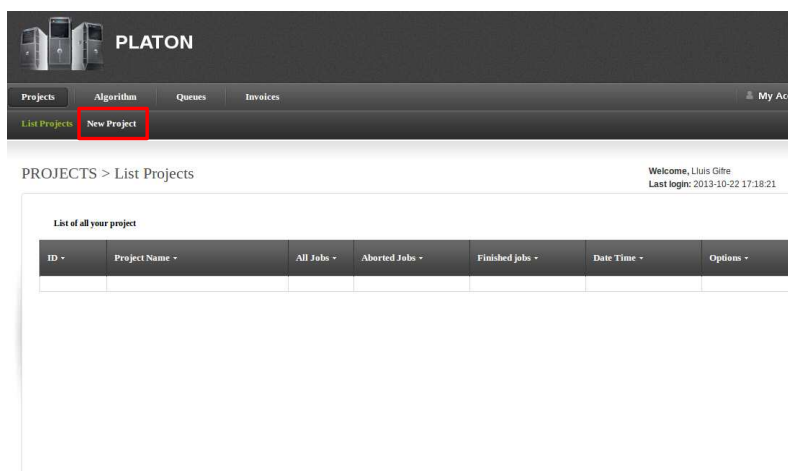 PLATON
Projects Algorithm Queues Invoices My
List Projects New Project
PROJECTS > List Projects
Welcome, Lluis Gifre
Last login: 2013-10-22 17:18:21
List of all your project
ID Project Name All Jobs Aborted Jobs Finished jobs Date Time Options